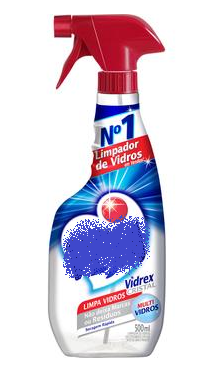 Nº1
Limpador
de Vidros
Vidrex
CRISTAL
LIMPA VIDROS
Não deixa Marcas
ou Resíduos
Secagem Rápida
MULTI
VIDROS
500ml